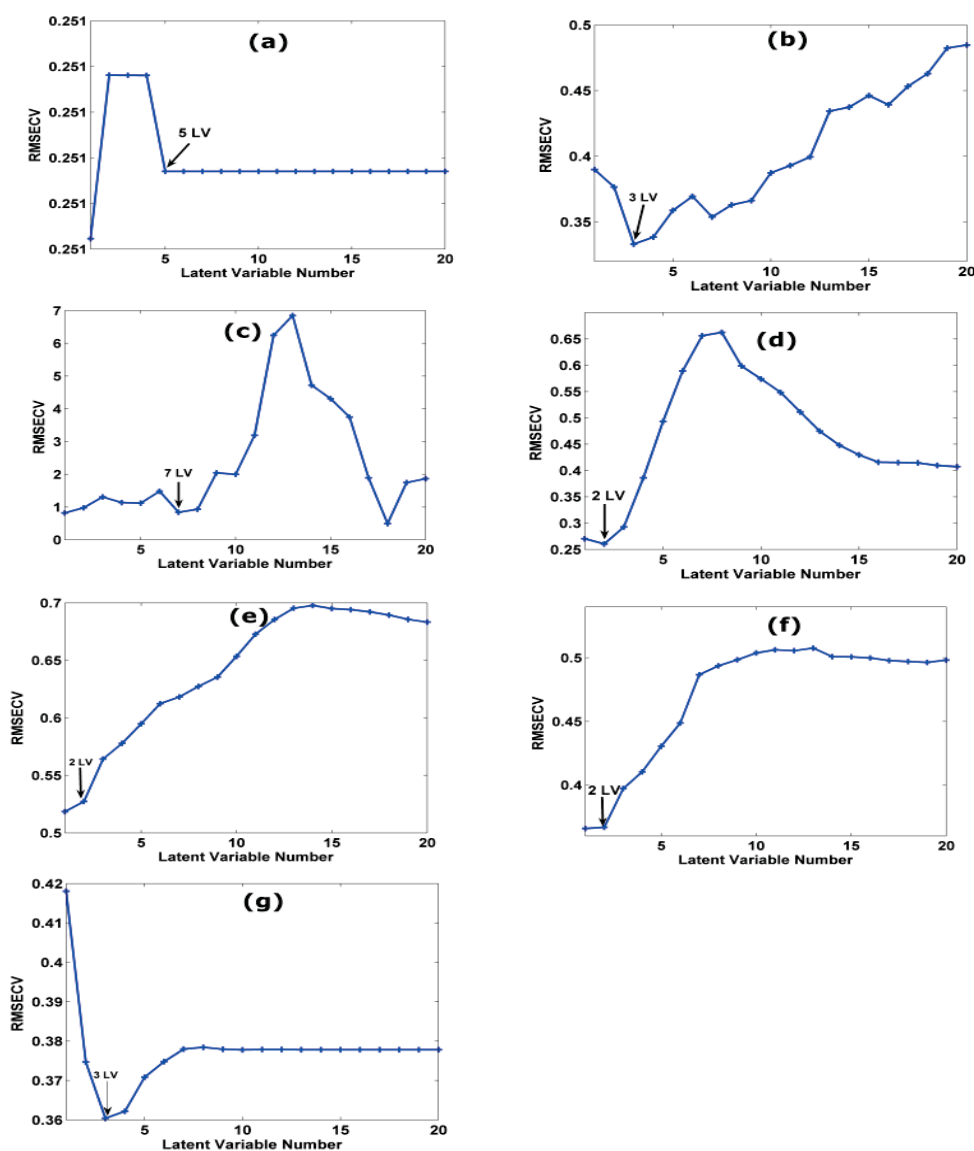 (a)
0.251
0.251
0.251
0.251
0.251
0.251
RMSECV
5 LV
5
10
15
20
Latent Variable Number
(b)
0.5
0.45
0.4
0.35
RMSECV
3 LV
5
10
15
20
Latent Variable Number
(c)
7
6
5
4
3
2
1
0
RMSECV
7 LV
5
10
15
20
Latent Variable Number
(d)
0.65
0.6
0.55
0.5
0.45
0.4
0.35
0.3
0.25
RMSECV
2 LV
5
10
15
20
Latent Variable Number
(e)
0.7
0.65
0.6
0.55
0.5
RMSECV
2 LV
5
10
15
20
Latent Variable Number
(f)
0.5
0.45
0.4
RMSECV
2 LV
5
10
15
20
Latent Variable Number
(g)
0.42
0.41
0.4
0.39
0.38
0.37
0.36
RMSECV
3 LV
5
10
15
20
Latent Variable Number